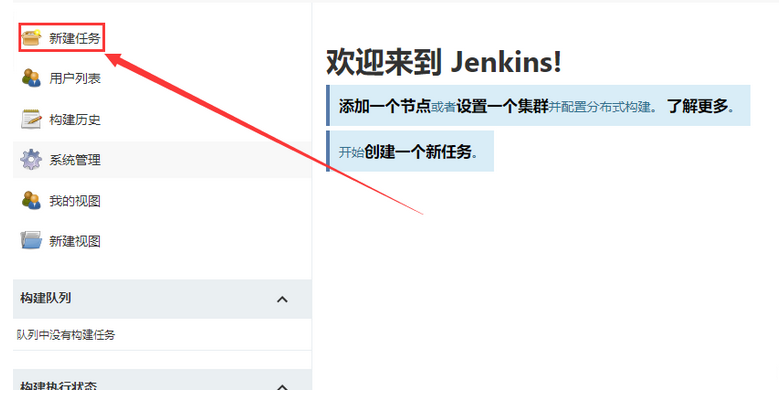 新建任务
用户列表
构建历史
系统管理
我的视图
新建视图
构建队列
队列中没有构建任务
构建执行状态
欢迎来到 Jenkins!
添加一个节点或者设置一个集群并配置分布式构建。 了解更多。
开始创建一个新任务。